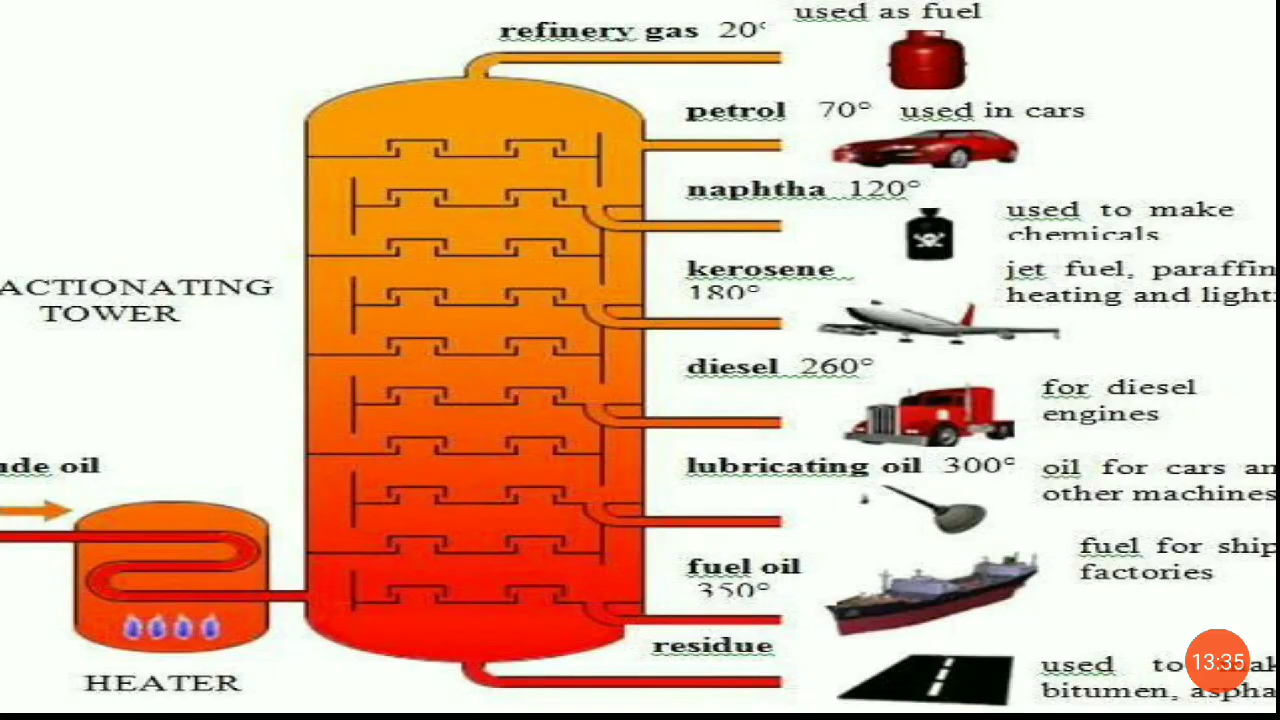 used as fuel
refinery gas 20°
petrol 70° used in cars
naphtha 120°
used to make
chemicals
kerosene
180°
jet fuel, paraffin
heating and light
ACTIONATING
TOWER
diesel 260°
for diesel
engines
ude oil
lubricating oil 300°
oil for cars an
other machines
fuel oil
350°
fuel for ship
factories
residue
used to
bitumen, aspha
13:35
HEATER